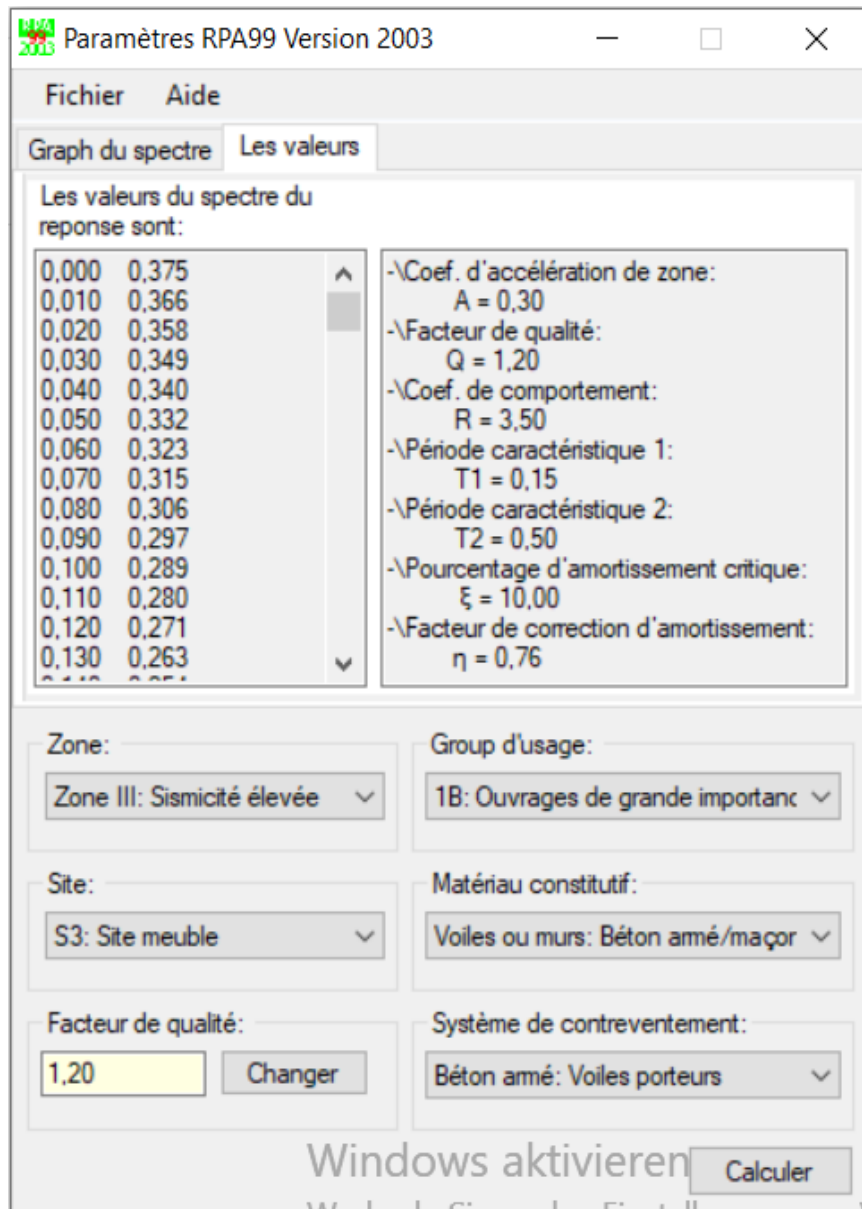 RPA 99 2003 Paramètres RPA99 Version 2003
Fichier Aide
Graph du spectre Les valeurs
Les valeurs du spectre du
reponse sont:
0,000 0,375
0,010 0,366
0,020 0,358
0,030 0,349
0,040 0,340
0,050 0,332
0,060 0,323
0,070 0,315
0,080 0,306
0,090 0,297
0,100 0,289
0,110 0,280
0,120 0,271
0,130 0,263
-\Coef. d'accélération de zone:
A = 0,30
-\Facteur de qualité:
Q = 1,20
-\Coef. de comportement:
R = 3,50
-\Période caractéristique 1:
T1 = 0,15
-\Période caractéristique 2:
T2 = 0,50
-\Pourcentage d'amortissement critique:
ξ = 10,00
-\Facteur de correction d'amortissement:
η = 0,76
Zone:
Zone III: Sismicité élevée
Group d'usage:
1B: Ouvrages de grande importanc
Site:
S3: Site meuble
Matériau constitutif:
Voiles ou murs: Béton armé/maçor
Facteur de qualité:
1,20 Changer
Système de contreventement:
Béton armé: Voiles porteurs
Windows aktivieren
Calculer